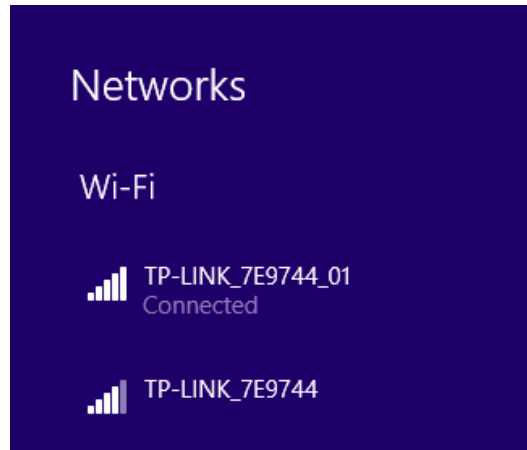 Networks
Wi-Fi
TP-LINK_7E9744_01
Connected
TP-LINK_7E9744